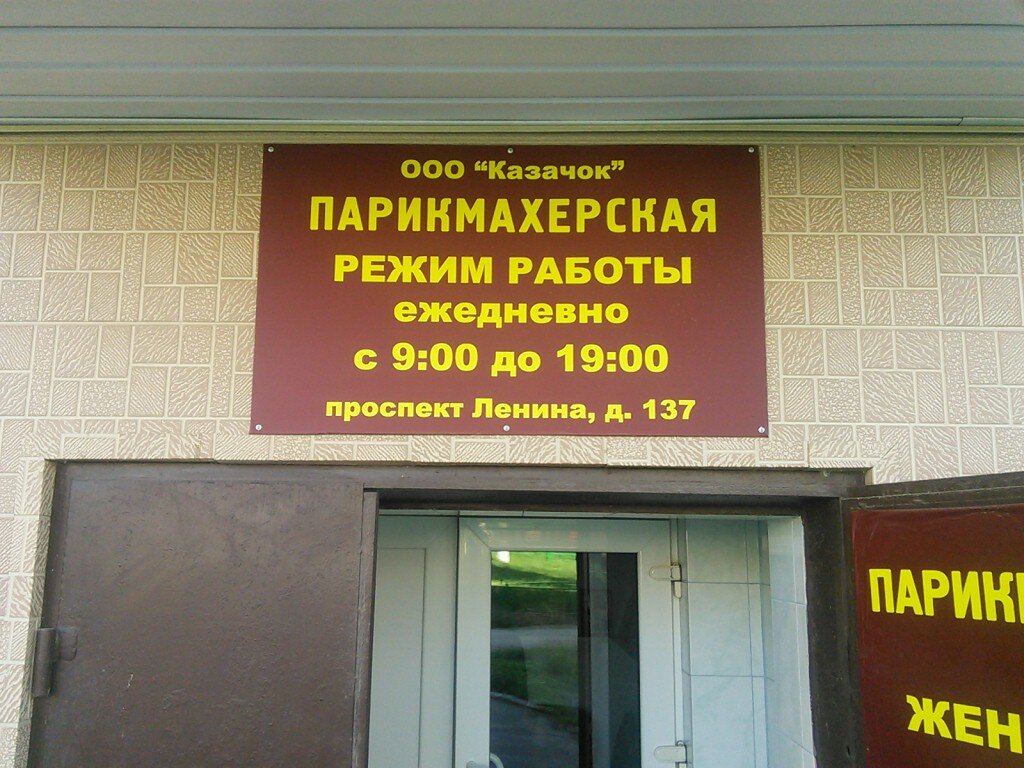 ООО “Казачок”
ПАРИКМАХЕРСКАЯ
РЕЖИМ РАБОТЫ
ежедневно
с 9:00 до 19:00
проспект Ленина, д. 137